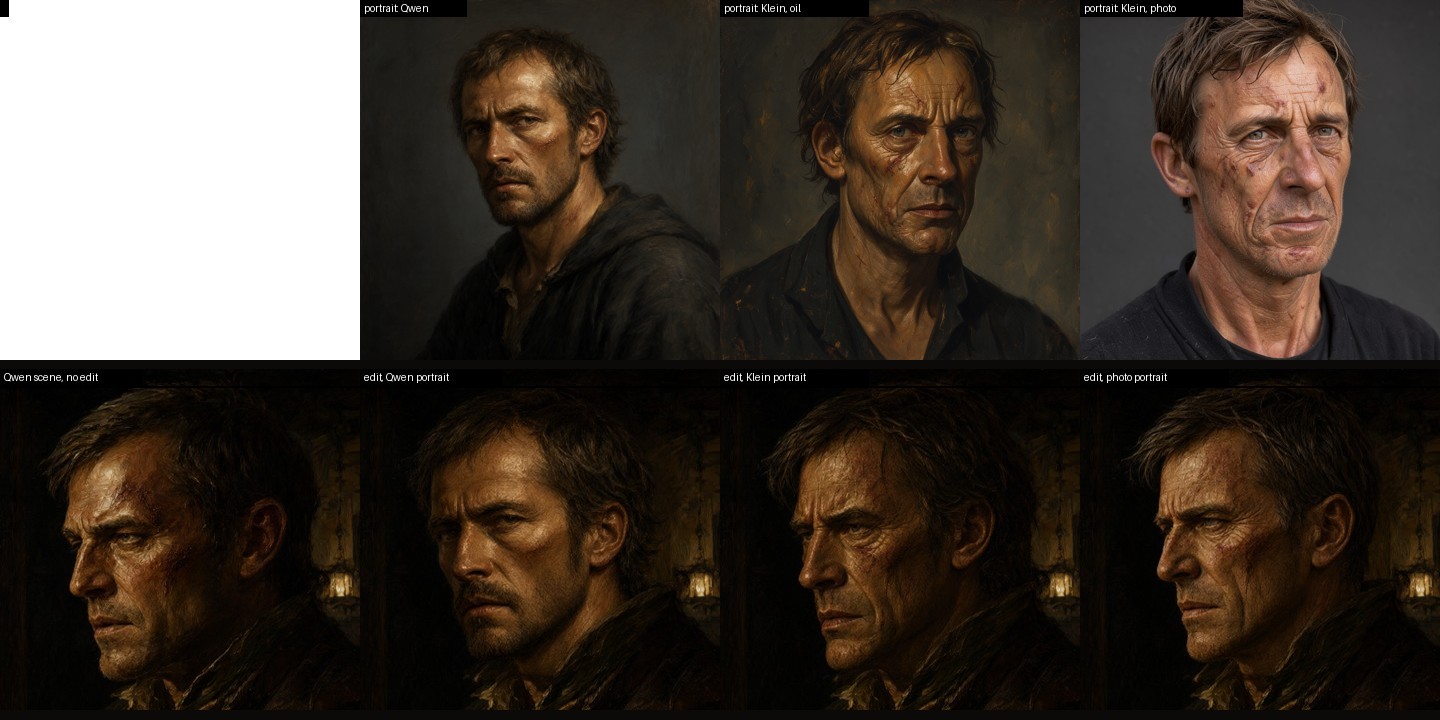 portrait: Qwen
portrait: Klein, oil
portrait: Klein, photo
Qwen scene, no edit
edit, Qwen portrait
edit, Klein portrait
edit, photo portrait